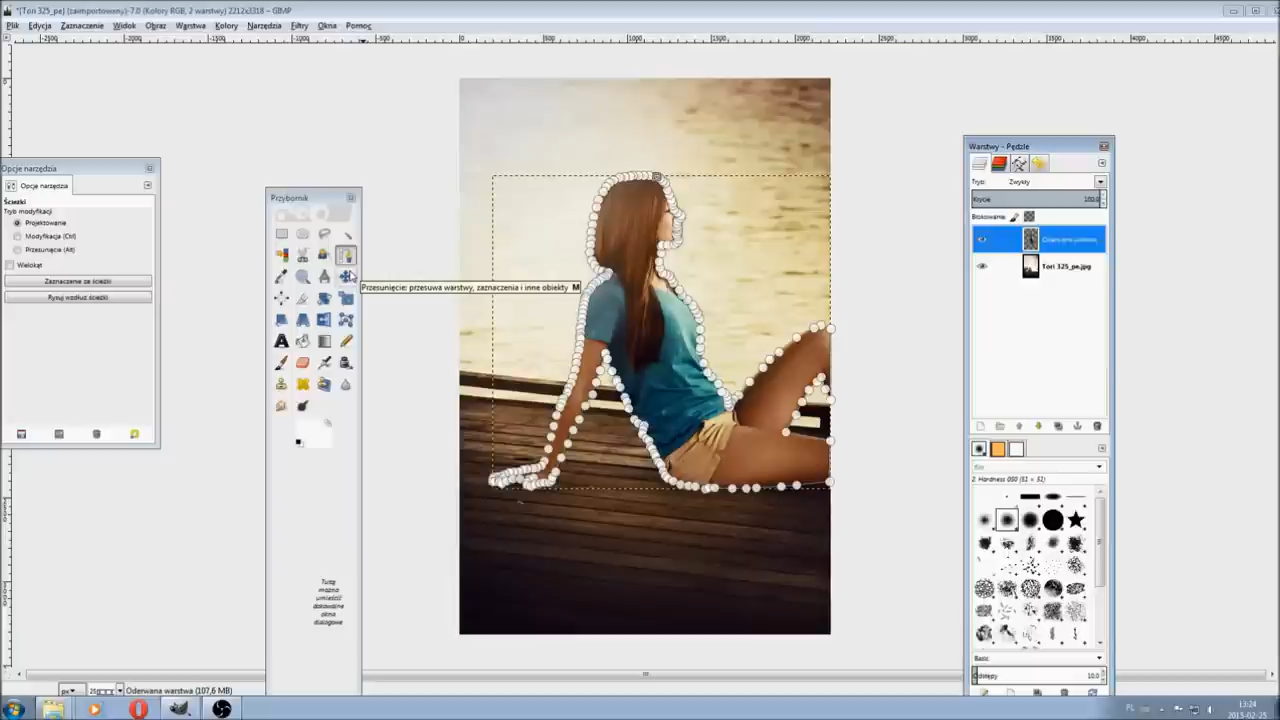 *[Tori 325_pe] (zaimportowany)-7.0 (Kolory RGB, 2 warstwy) 2212x3318 – GIMP
Plik Edycja Zaznaczenie Widok Obraz Warstwa Kolory Narzędzia Filtry Okna Pomoc
Opcje narzędzia
Opcje narzędzia
Ścieżki
Tryb modyfikacji
Projektowanie
Modyfikacja (Ctrl)
Przesunięcie (Alt)
Wielokąt
Zaznaczenie ze ścieżki
Rysuj wzdłuż ścieżki
Przybornik
Przesunięcie: przesuwa warstwy, zaznaczenia i inne obiekty M
Tutaj
można
umieścić
dokowalne
okna
dialogowe
Warstwy - Pędzle
Tryb: Zwykły
Krycie 100,0
Blokowanie:
Tori 325_pe.jpg
2. Hardness 050 (51 × 51)
Basic
Odstępy 10.0
px Oderwana warstwa (107,6 MB)
PL 13:24
2015-02-25